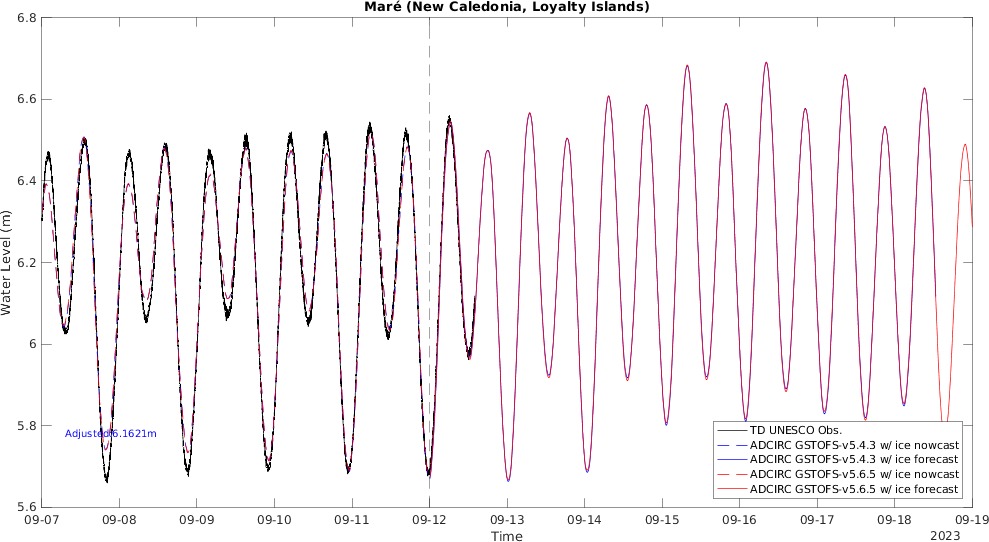 Maré (New Caledonia, Loyalty Islands)
Water Level (m)
6.8
6.6
6.4
6.2
6
5.8
5.6
Adjusted:6.1621m
TD UNESCO Obs.
ADCIRC GSTOFS-v5.4.3 w/ ice nowcast
ADCIRC GSTOFS-v5.4.3 w/ ice forecast
ADCIRC GSTOFS-v5.6.5 w/ ice nowcast
ADCIRC GSTOFS-v5.6.5 w/ ice forecast
09-07 09-08 09-09 09-10 09-11 09-12 09-13 09-14 09-15 09-16 09-17 09-18 09-19
Time
2023